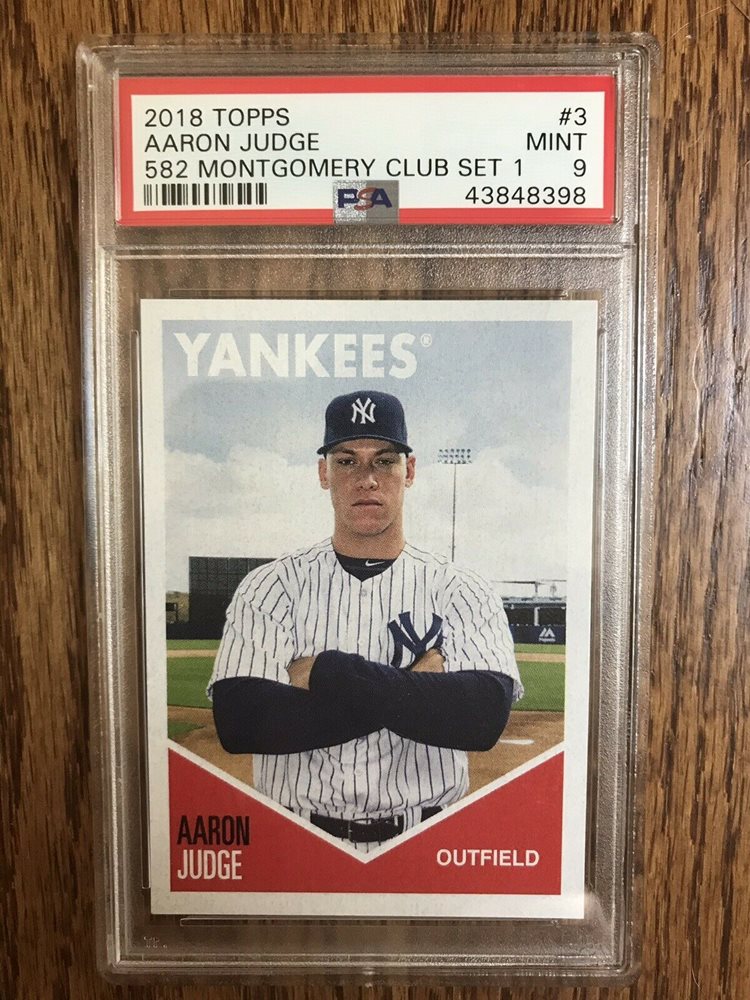 2018 TOPPS #3
AARON JUDGE MINT
582 MONTGOMERY CLUB SET 1 9
PSA 43848398
YANKEES®
NY
NY
AARON
JUDGE
OUTFIELD